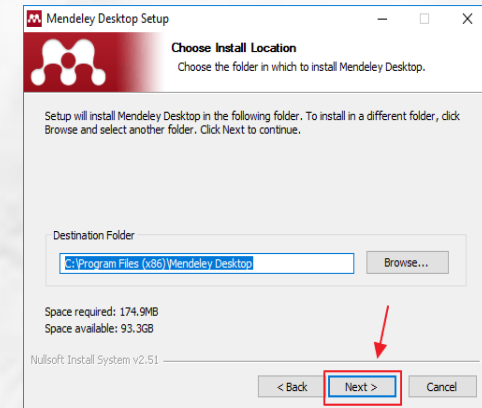 Mendeley Desktop Setup
Choose Install Location
Choose the folder in which to install Mendeley Desktop.
Setup will install Mendeley Desktop in the following folder. To install in a different folder, click
Browse and select another folder. Click Next to continue.
Destination Folder
C:\Program Files (x86)\Mendeley Desktop
Browse...
Space required: 174.9MB
Space available: 93.3GB
Nullsoft Install System v2.51
< Back
Next >
Cancel